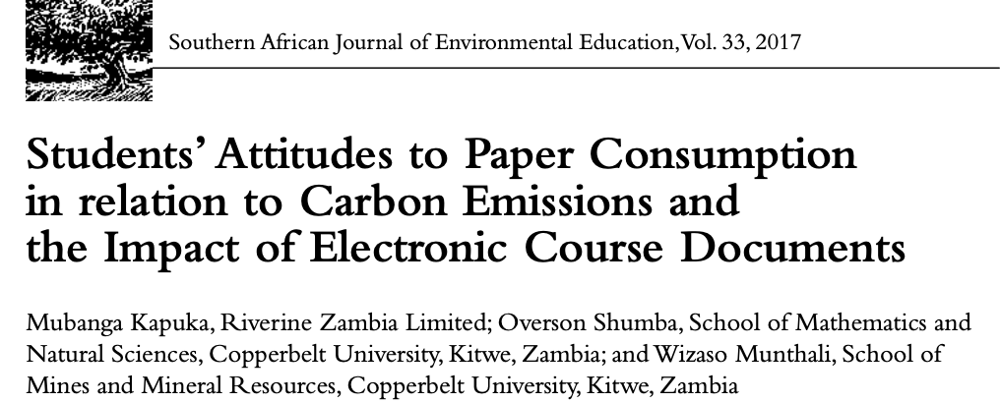 Southern African Journal of Environmental Education, Vol. 33, 2017
Students' Attitudes to Paper Consumption
in relation to Carbon Emissions and
the Impact of Electronic Course Documents
Mubanga Kapuka, Riverine Zambia Limited; Overson Shumba, School of Mathematics and
Natural Sciences, Copperbelt University, Kitwe, Zambia; and Wizaso Munthali, School of
Mines and Mineral Resources, Copperbelt University, Kitwe, Zambia